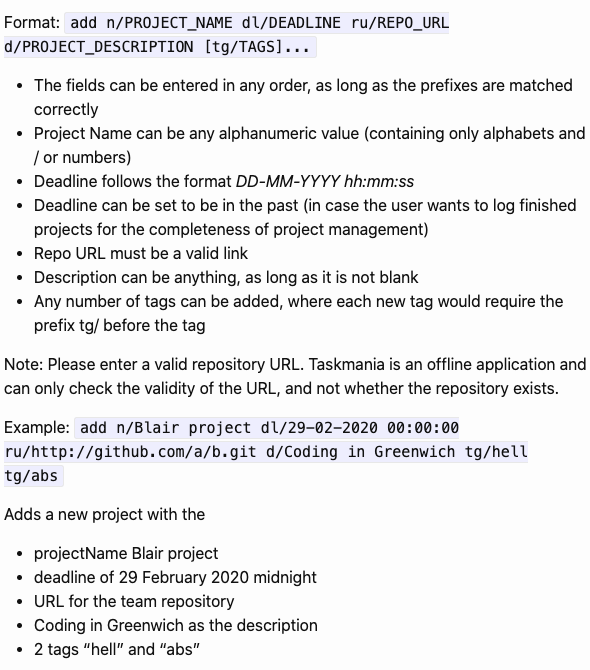 Format: add n/PROJECT_NAME dl/DEADLINE ru/REPO_URL
d/PROJECT_DESCRIPTION [tg/TAGS]...
• The fields can be entered in any order, as long as the prefixes are matched
correctly
• Project Name can be any alphanumeric value (containing only alphabets and
/ or numbers)
• Deadline follows the format DD-MM-YYYY hh:mm:ss
• Deadline can be set to be in the past (in case the user wants to log finished
projects for the completeness of project management)
• Repo URL must be a valid link
• Description can be anything, as long as it is not blank
• Any number of tags can be added, where each new tag would require the
prefix tg/ before the tag
Note: Please enter a valid repository URL. Taskmania is an offline application and
can only check the validity of the URL, and not whether the repository exists.
Example: add n/Blair project dl/29-02-2020 00:00:00
ru/http://github.com/a/b.git d/Coding in Greenwich tg/hell
tg/abs
Adds a new project with the
• projectName Blair project
• deadline of 29 February 2020 midnight
• URL for the team repository
• Coding in Greenwich as the description
• 2 tags “hell” and “abs”